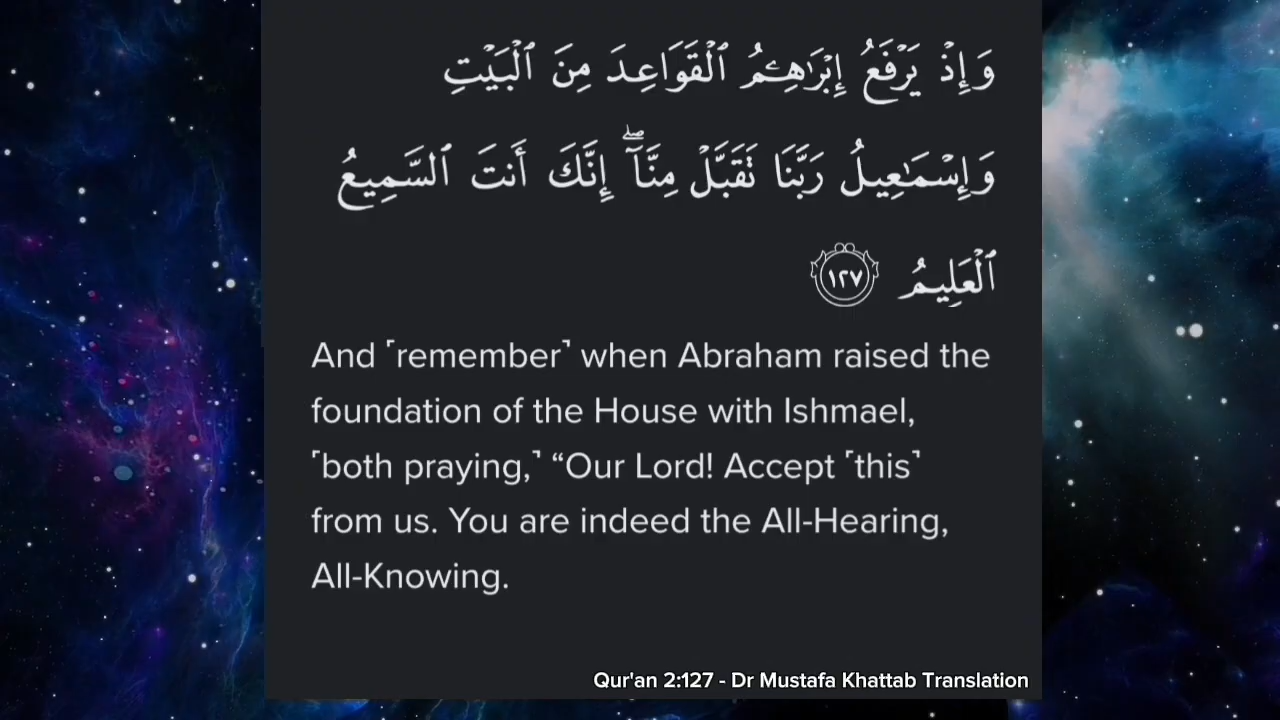 وَإِذْ يَرْفَعُ إِبْرَٰهِـۧمُ ٱلْقَوَاعِدَ مِنَ ٱلْبَيْتِ
وَإِسْمَـٰعِيلُ رَبَّنَا تَقَبَّلْ مِنَّآ ۖ إِنَّكَ أَنتَ ٱلسَّمِيعُ
ٱلْعَلِيمُ ١٢٧
And ˹remember˺ when Abraham raised the
foundation of the House with Ishmael,
˹both praying,˺ “Our Lord! Accept ˹this˺
from us. You are indeed the All-Hearing,
All-Knowing.
Qur'an 2:127 - Dr Mustafa Khattab Translation